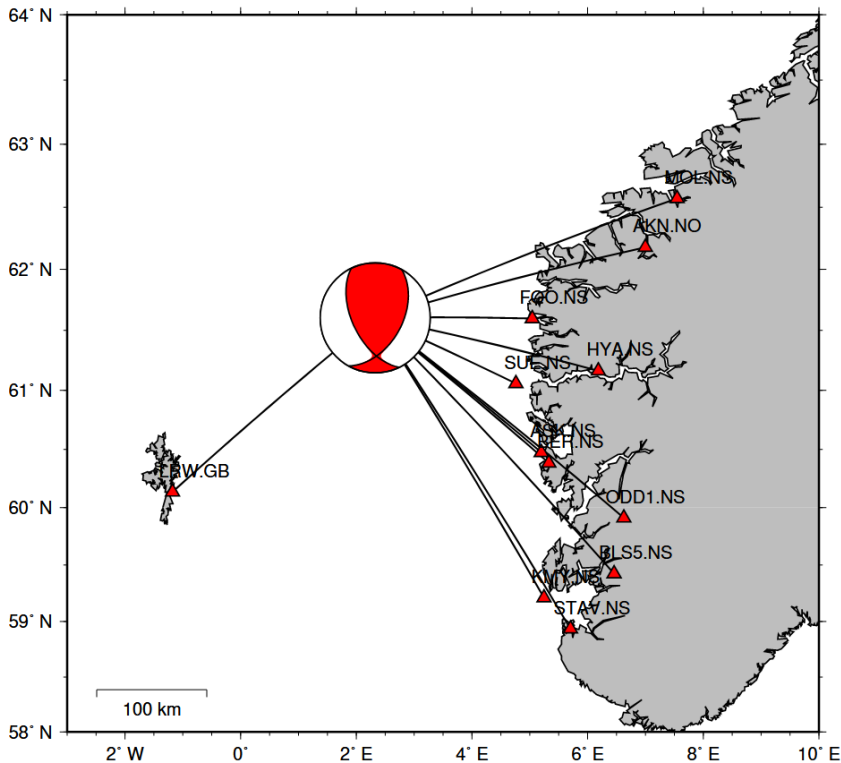 64° N
63° N
MOL.NS
AKN.NO
62° N
FOO.NS
HYA.NS
SUE.NS
61° N
ASK.NS
BER.NS
LRW.GB
ODD1.NS
60° N
BLS5.NS
KMY.NS
STAV.NS
59° N
100 km
58° N
2° W
0°
2° E
4° E
6° E
8° E
10° E